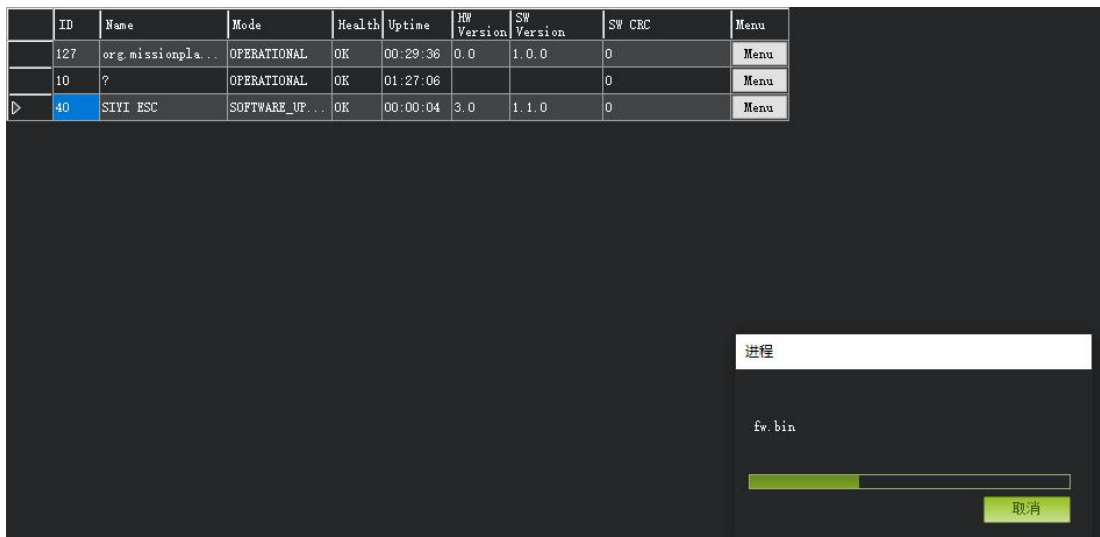 ID Name Mode Health Uptime HW Version SW Version SW CRC Menu
127 org.missionpla... OPERATIONAL OK 00:29:36 0.0 1.0.0 0 Menu
10 ? OPERATIONAL OK 01:27:06 0 Menu
40 SIYI ESC SOFTWARE_UP... OK 00:00:04 3.0 1.1.0 0 Menu
进程
fw.bin
取消